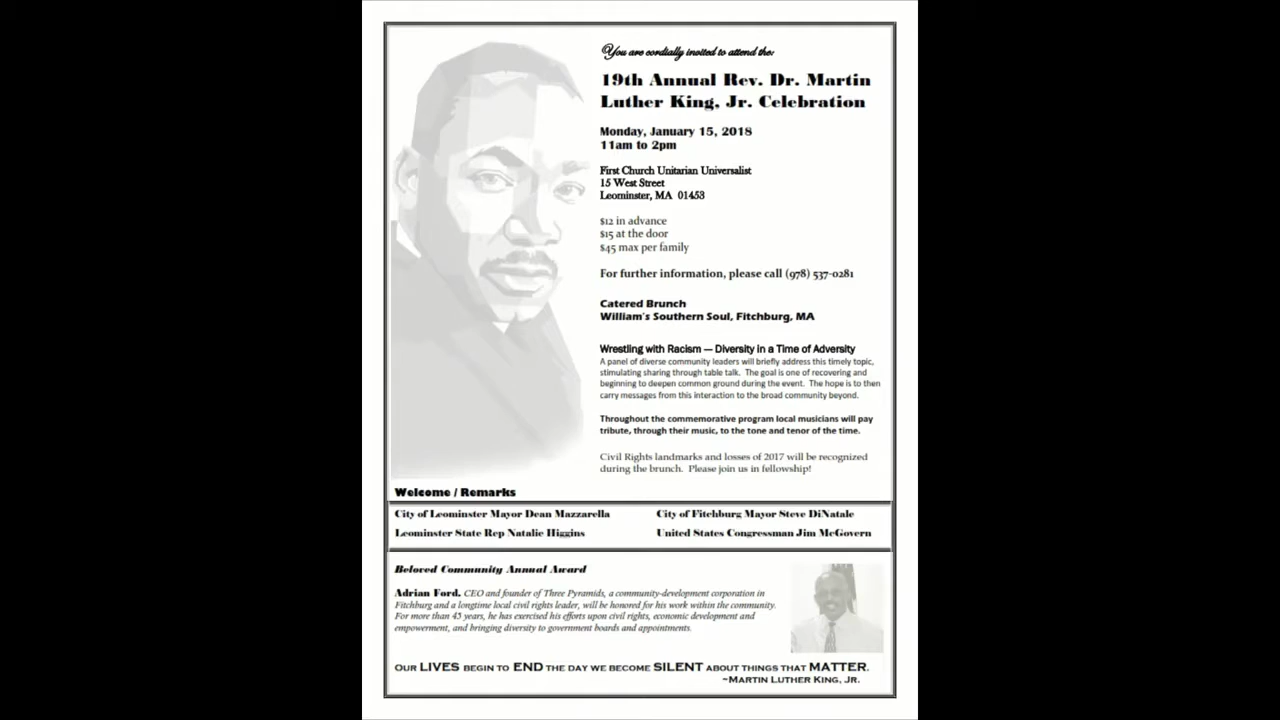 You are cordially invited to attend the:
19th Annual Rev. Dr. Martin
Luther King, Jr. Celebration
Monday, January 15, 2018
11am to 2pm
First Church Unitarian Universalist
15 West Street
Leominster, MA 01453
$12 in advance
$15 at the door
$45 max per family
For further information, please call (978) 537-0281
Catered Brunch
William's Southern Soul, Fitchburg, MA
Wrestling with Racism — Diversity in a Time of Adversity
A panel of diverse community leaders will briefly address this timely topic,
stimulating sharing through table talk. The goal is one of recovering and
beginning to deepen common ground during the event. The hope is to then
carry messages from this interaction to the broad community beyond.
Throughout the commemorative program local musicians will pay
tribute, through their music, to the tone and tenor of the time.
Civil Rights landmarks and losses of 2017 will be recognized
during the brunch. Please join us in fellowship!
Welcome / Remarks
City of Leominster Mayor Dean Mazzarella
City of Fitchburg Mayor Steve DiNatale
Leominster State Rep Natalie Higgins
United States Congressman Jim McGovern
Beloved Community Annual Award
Adrian Ford, CEO and founder of Three Pyramids, a community-development corporation in
Fitchburg and a longtime local civil rights leader, will be honored for his work within the community.
For more than 45 years, he has exercised his efforts upon civil rights, economic development and
empowerment, and bringing diversity to government boards and appointments.
OUR LIVES BEGIN TO END THE DAY WE BECOME SILENT ABOUT THINGS THAT MATTER.
~MARTIN LUTHER KING, JR.